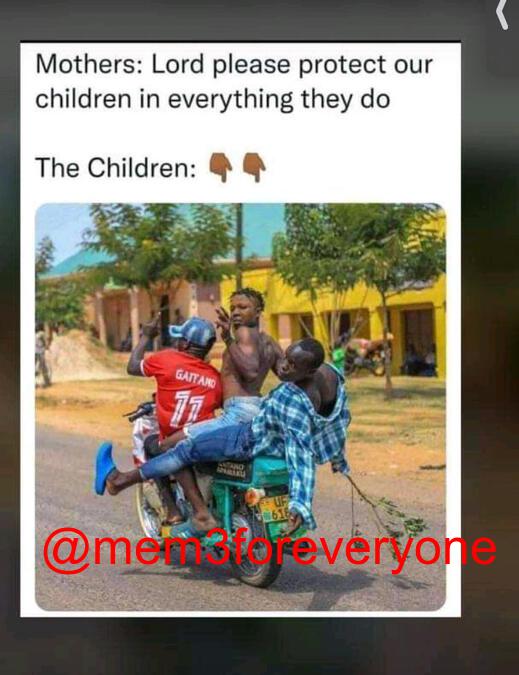 Mothers: Lord please protect our
children in everything they do
The Children: 👇🏾👇🏾
GAITANO
11
@mem3foreveryone